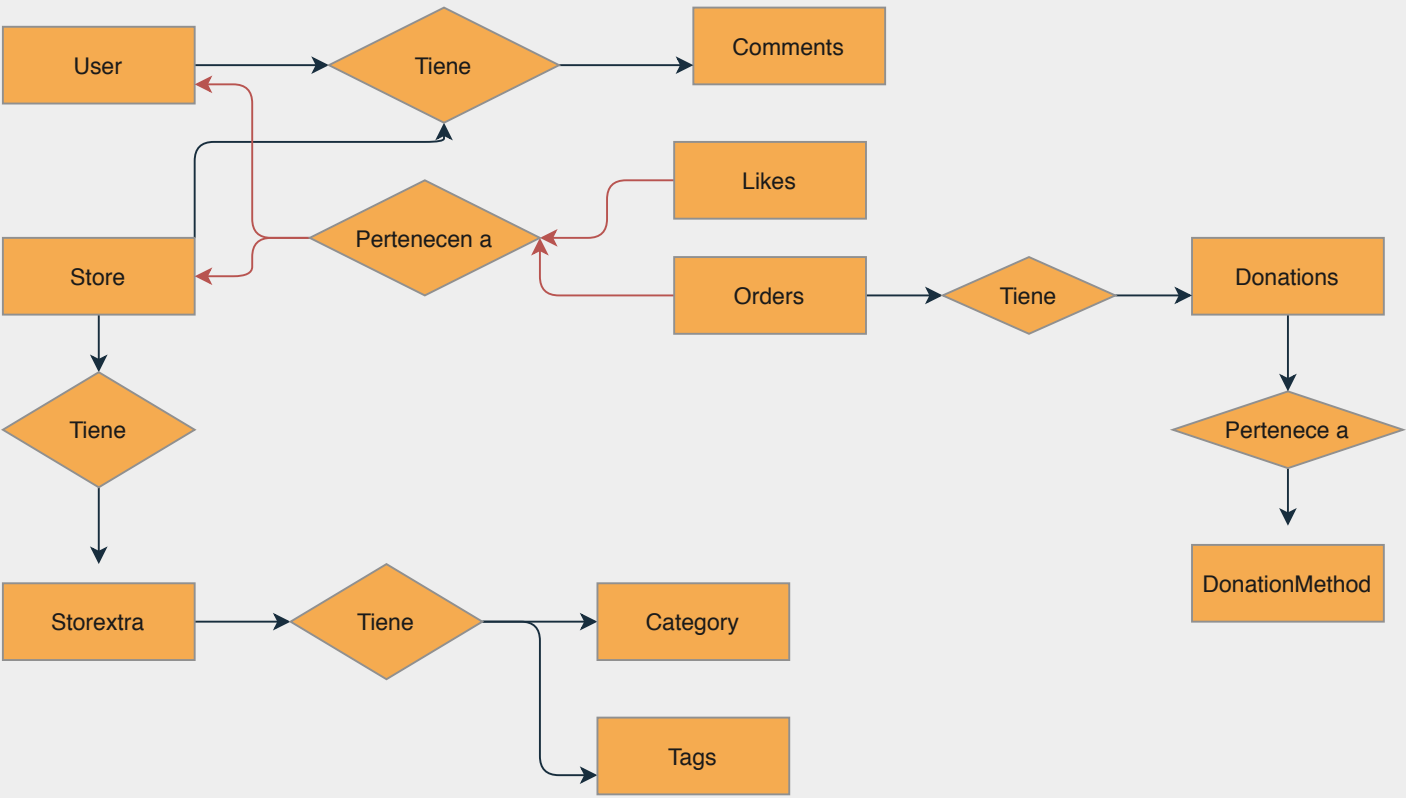 User
Tiene
Comments
Likes
Pertenecen a
Store
Orders
Tiene
Donations
Tiene
Pertenece a
DonationMethod
Storextra
Tiene
Category
Tags